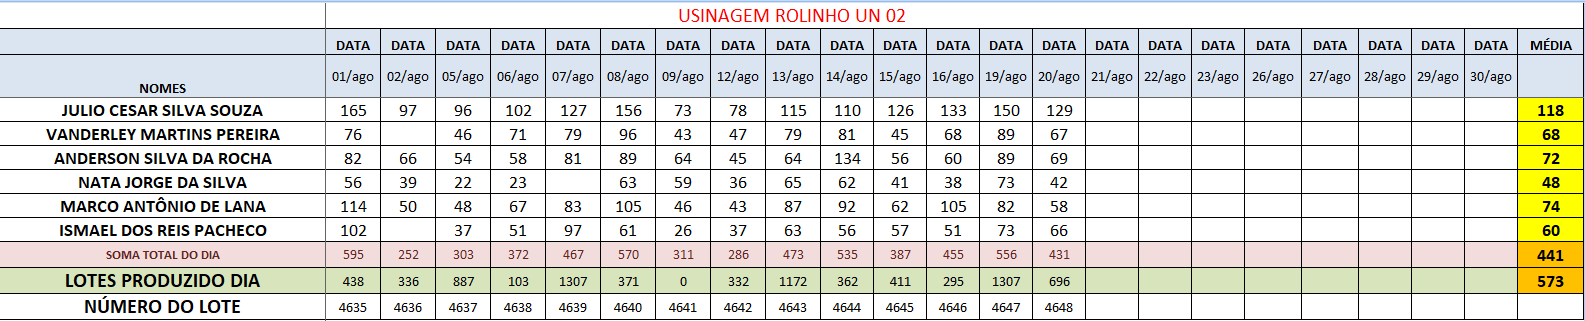 USINAGEM ROLINHO UN 02
DATA DATA DATA DATA DATA DATA DATA DATA DATA DATA DATA DATA DATA DATA DATA DATA DATA DATA DATA DATA DATA DATA MÉDIA
NOMES 01/ago 02/ago 05/ago 06/ago 07/ago 08/ago 09/ago 12/ago 13/ago 14/ago 15/ago 16/ago 19/ago 20/ago 21/ago 22/ago 23/ago 26/ago 27/ago 28/ago 29/ago 30/ago
JULIO CESAR SILVA SOUZA 165 97 96 102 127 156 73 78 115 110 126 133 150 129 118
VANDERLEY MARTINS PEREIRA 76 46 71 79 96 43 47 79 81 45 68 89 67 68
ANDERSON SILVA DA ROCHA 82 66 54 58 81 89 64 45 64 134 56 60 89 69 72
NATA JORGE DA SILVA 56 39 22 23 63 59 36 65 62 41 38 73 42 48
MARCO ANTÔNIO DE LANA 114 50 48 67 83 105 46 43 87 92 62 105 82 58 74
ISMAEL DOS REIS PACHECO 102 37 51 97 61 26 37 63 56 57 51 73 66 60
SOMA TOTAL DO DIA 595 252 303 372 467 570 311 286 473 535 387 455 556 431 441
LOTES PRODUZIDO DIA 438 336 887 103 1307 371 0 332 1172 362 411 295 1307 696 573
NÚMERO DO LOTE 4635 4636 4637 4638 4639 4640 4641 4642 4643 4644 4645 4646 4647 4648